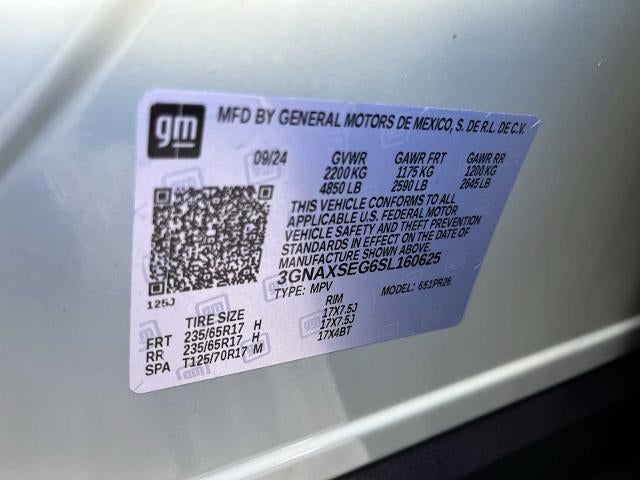 gm MFD BY GENERAL MOTORS DE MEXICO, S. DE R.L. DE C.V.
09/24 GVWR GAWR FRT GAWR RR
2200 KG 1175 KG 1200 KG
4850 LB 2590 LB 2645 LB
THIS VEHICLE CONFORMS TO ALL
APPLICABLE U.S. FEDERAL MOTOR
VEHICLE SAFETY AND THEFT PREVENTION
STANDARDS IN EFFECT ON THE DATE OF
MANUFACTURE SHOWN ABOVE.
3GNAXSEG6SL160625
TYPE: MPV MODEL: 651PR26
125J
TIRE SIZE RIM
FRT 235/65R17 H 17X7.5J
RR 235/65R17 H 17X7.5J
SPA T125/70R17 M 17X4BT